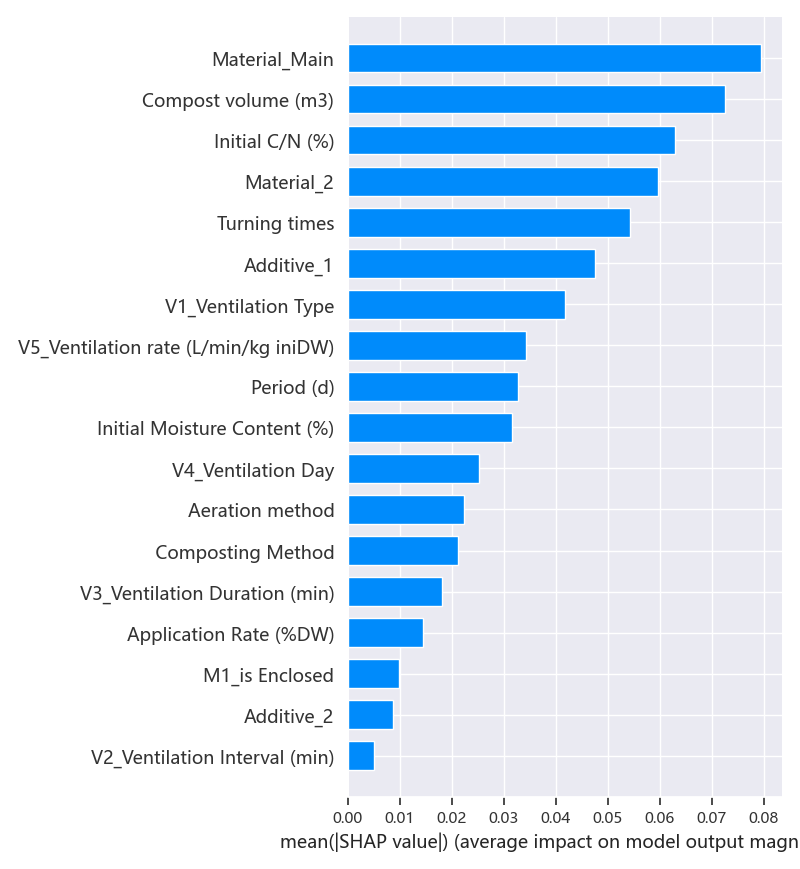 Material_Main
Compost volume (m3)
Initial C/N (%)
Material_2
Turning times
Additive_1
V1_Ventilation Type
V5_Ventilation rate (L/min/kg iniDW)
Period (d)
Initial Moisture Content (%)
V4_Ventilation Day
Aeration method
Composting Method
V3_Ventilation Duration (min)
Application Rate (%DW)
M1_is Enclosed
Additive_2
V2_Ventilation Interval (min)
0.00 0.01 0.02 0.03 0.04 0.05 0.06 0.07 0.08
mean(|SHAP value|) (average impact on model output magn